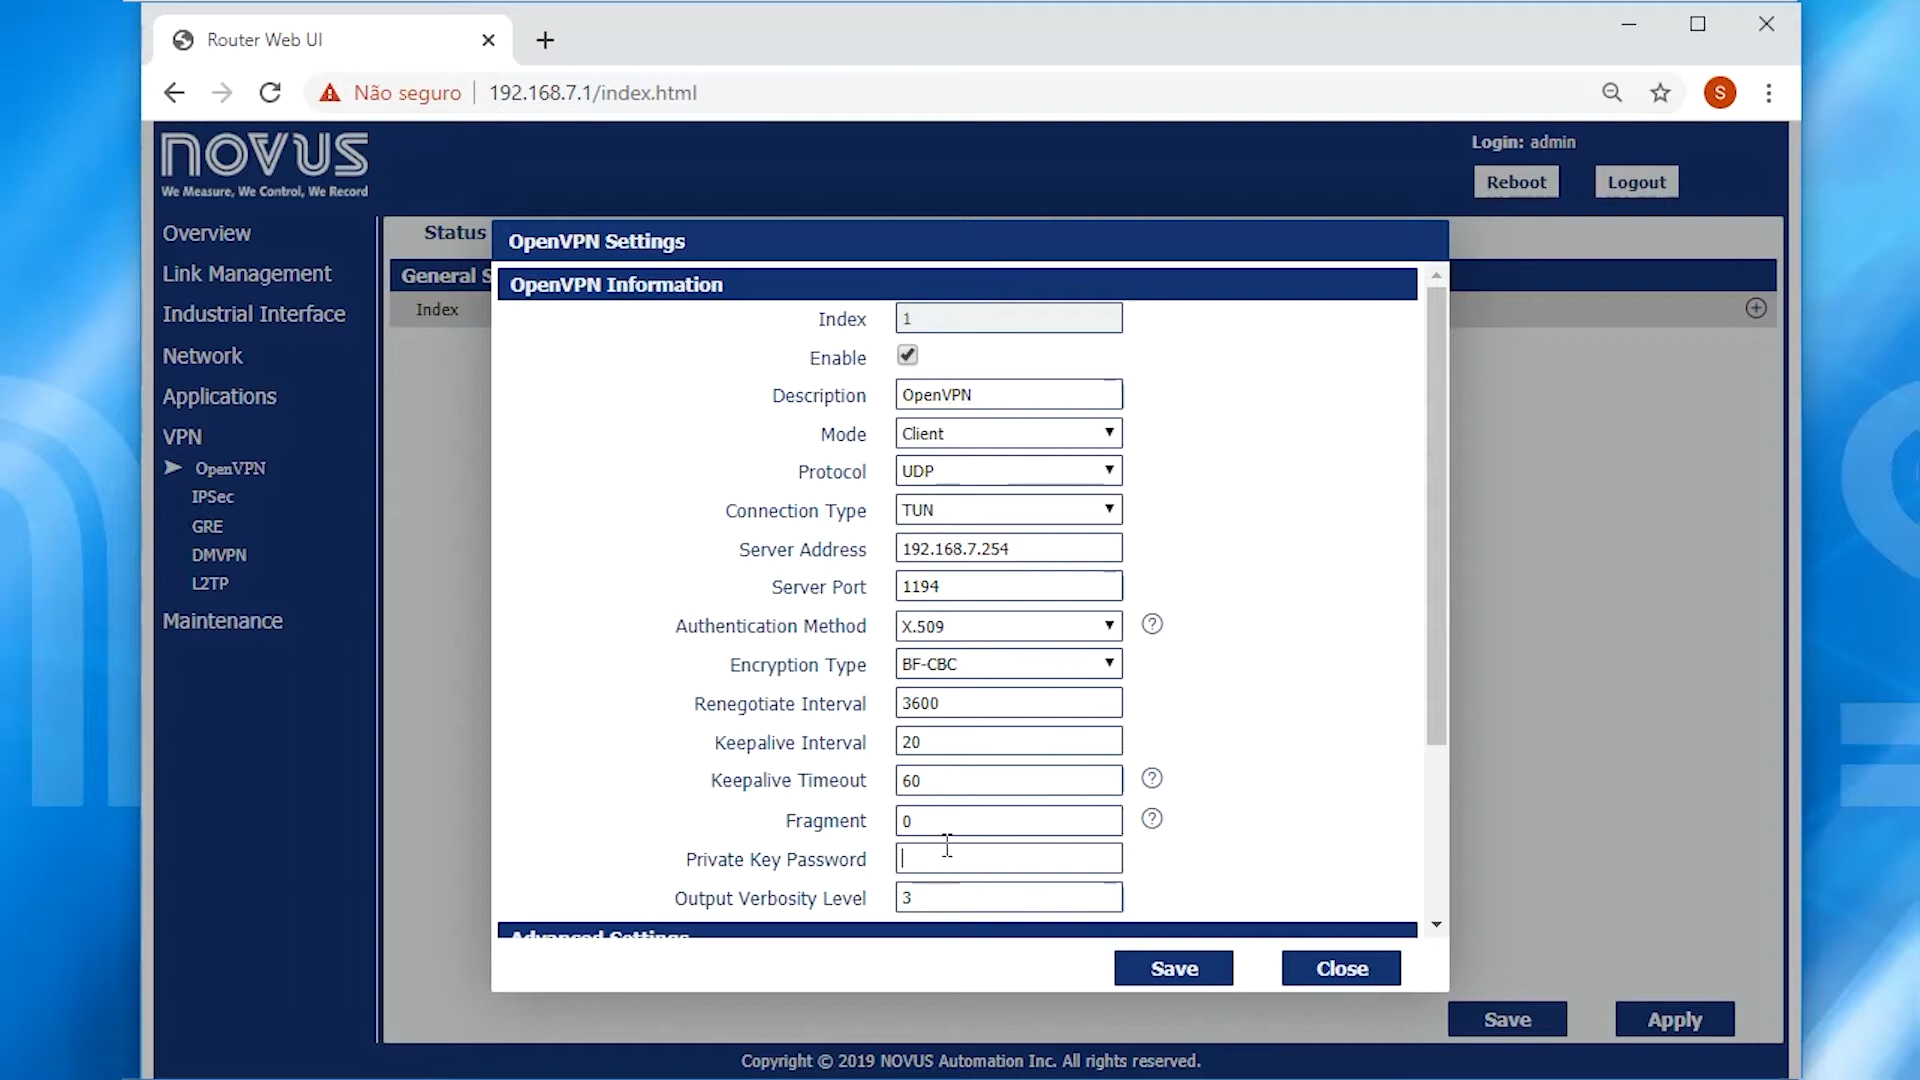 Router Web UI
Não seguro 192.168.7.1/index.html
S
NOVUS
We Measure, We Control, We Record
Login: admin
Reboot Logout
Overview
Link Management
Industrial Interface
Network
Applications
VPN
OpenVPN
IPSec
GRE
DMVPN
L2TP
Maintenance
Status
General S
Index
OpenVPN Settings
OpenVPN Information
Index 1
Enable
Description OpenVPN
Mode Client
Protocol UDP
Connection Type TUN
Server Address 192.168.7.254
Server Port 1194
Authentication Method X.509 ?
Encryption Type BF-CBC
Renegotiate Interval 3600
Keepalive Interval 20
Keepalive Timeout 60 ?
Fragment 0 ?
Private Key Password
Output Verbosity Level 3
Advanced Settings
Save Close
Save Apply
Copyright © 2019 NOVUS Automation Inc. All rights reserved.